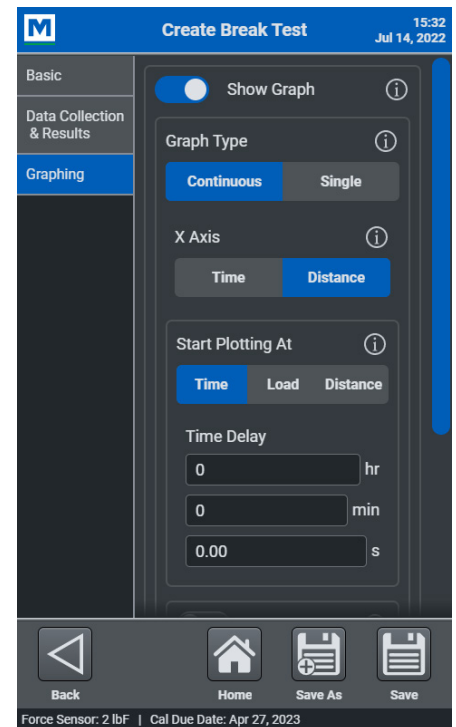 M
Create Break Test
15:32
Jul 14, 2022
Basic
Data Collection
& Results
Graphing
Show Graph
i
Graph Type
i
Continuous Single
X Axis
i
Time Distance
Start Plotting At
i
Time Load Distance
Time Delay
0 hr
0 min
0.00 s
Back Home Save As Save
Force Sensor: 2 lbF | Cal Due Date: Apr 27, 2023